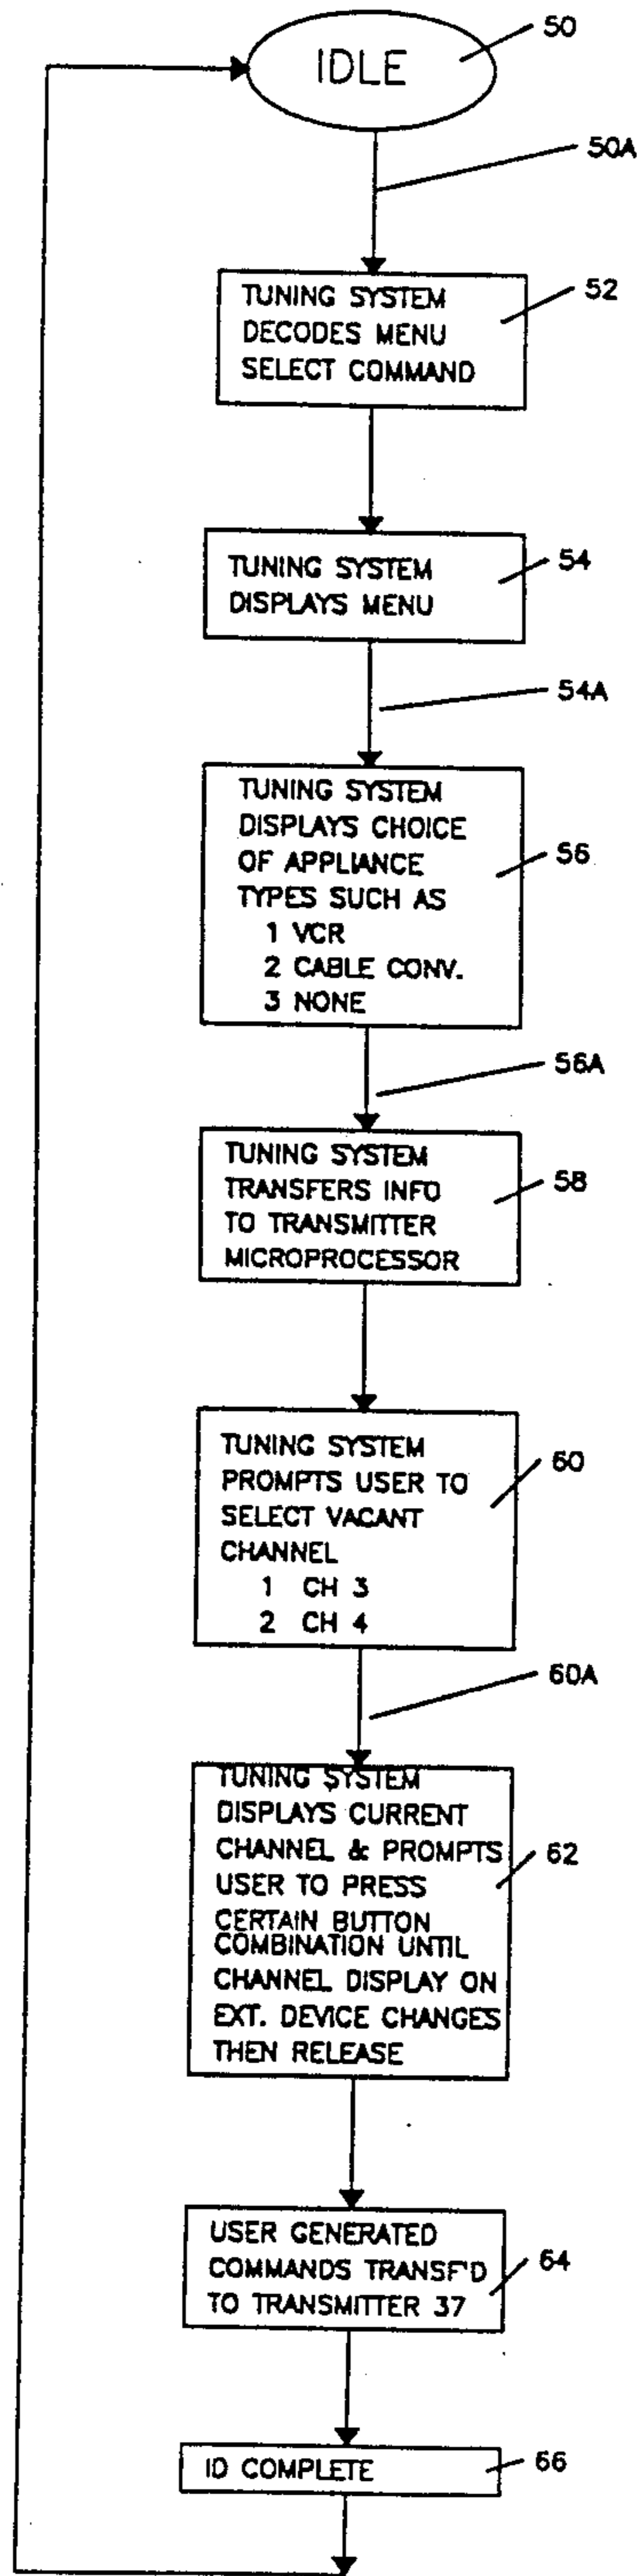 50
IDLE
50A
TUNING SYSTEM
DECODES MENU
SELECT COMMAND
52
TUNING SYSTEM
DISPLAYS MENU
54
54A
TUNING SYSTEM
DISPLAYS CHOICE
OF APPLIANCE
TYPES SUCH AS
1 VCR
2 CABLE CONV.
3 NONE
56
56A
TUNING SYSTEM
TRANSFERS INFO
TO TRANSMITTER
MICROPROCESSOR
58
TUNING SYSTEM
PROMPTS USER TO
SELECT VACANT
CHANNEL
1 CH 3
2 CH 4
60
60A
TUNING SYSTEM
DISPLAYS CURRENT
CHANNEL & PROMPTS
USER TO PRESS
CERTAIN BUTTON
COMBINATION UNTIL
CHANNEL DISPLAY ON
EXT. DEVICE CHANGES
THEN RELEASE
62
USER GENERATED
COMMANDS TRANSF'D
TO TRANSMITTER 37
64
ID COMPLETE
66